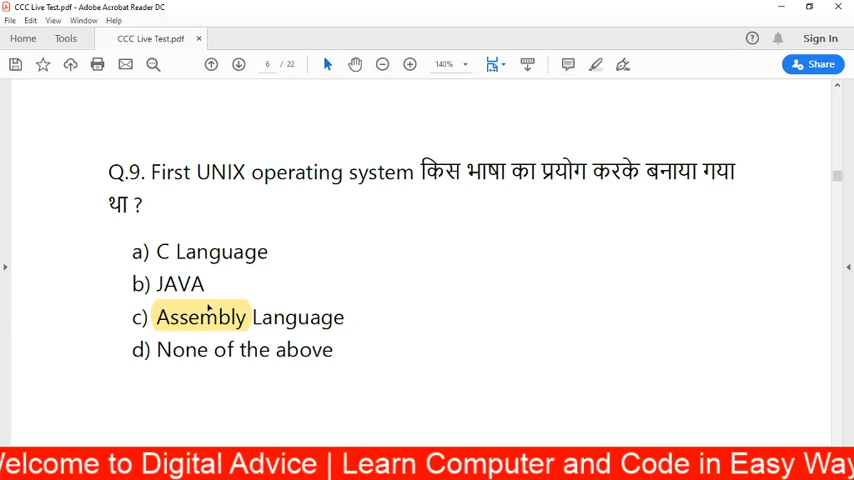 CCC Live Test.pdf - Adobe Acrobat Reader DC
File Edit View Window Help
Home Tools CCC Live Test.pdf × Sign In
6 / 22 140% Share
Q.9. First UNIX operating system किस भाषा का प्रयोग करके बनाया गया
था ?
a) C Language
b) JAVA
c) Assembly Language
d) None of the above
Velcome to Digital Advice | Learn Computer and Code in Easy Way